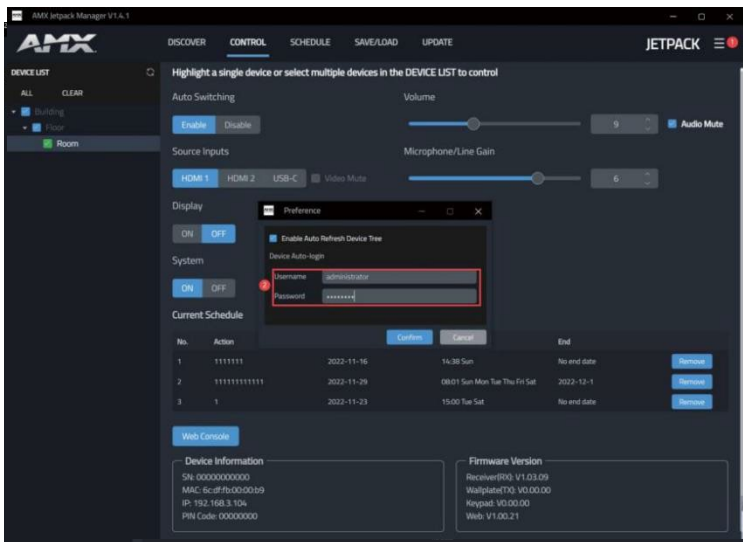 AMX Jetpack Manager V1.4.1
AMX
DISCOVER CONTROL SCHEDULE SAVE/LOAD UPDATE
JETPACK 1
DEVICE LIST
ALL CLEAR
Building
Floor
Room
Highlight a single device or select multiple devices in the DEVICE LIST to control
Auto Switching
Enable Disable
Volume
9 Audio Mute
Source Inputs
HDMI 1 HDMI 2 USB-C Video Mute
Microphone/Line Gain
6
Display
ON OFF
System
ON OFF
Preference
Enable Auto Refresh Device Tree
Device Auto-login
2
Username administrator
Password ••••••••
Confirm Cancel
Current Schedule
No. Action End
1 1111111 2022-11-16 14:38 Sun No end date Remove
2 111111111111 2022-11-29 08:01 Sun Mon Tue Thu Fri Sat 2022-12-1 Remove
3 1 2022-11-23 15:00 Tue Sat No end date Remove
Web Console
Device Information
SN: 00000000000
MAC: 6c:df:fb:00:00:b9
IP: 192.168.3.104
PIN Code: 00000000
Firmware Version
Receiver(RX): V1.03.09
Wallplate(TX): V0.00.00
Keypad: V0.00.00
Web: V1.00.21